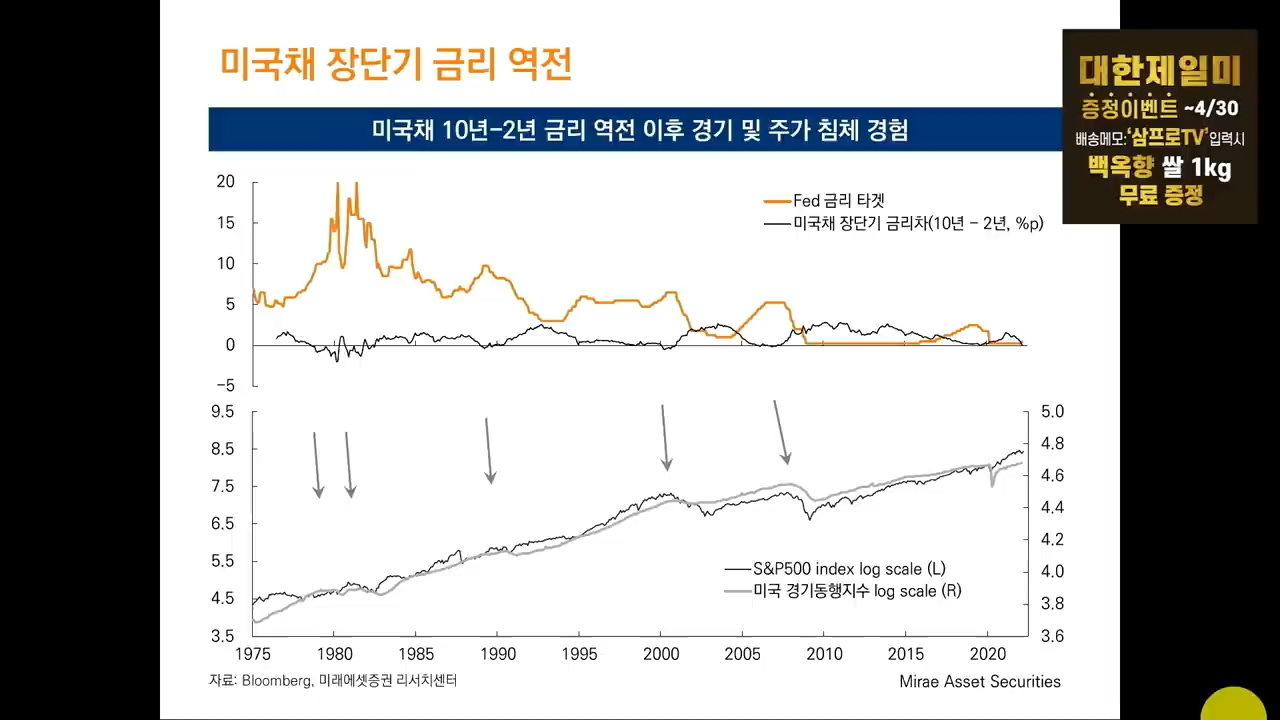 미국채 장단기 금리 역전
대한제일미
증정이벤트 ~4/30
배송메모:'삼프로TV'입력시
백옥향 쌀 1kg
무료 증정
미국채 10년-2년 금리 역전 이후 경기 및 주가 침체 경험
20
15
10
5
0
-5
Fed 금리 타겟
미국채 장단기 금리차(10년 - 2년, %p)
9.5
8.5
7.5
6.5
5.5
4.5
3.5
5.0
4.8
4.6
4.4
4.2
4.0
3.8
3.6
S&P500 index log scale (L)
미국 경기동행지수 log scale (R)
1975 1980 1985 1990 1995 2000 2005 2010 2015 2020
자료: Bloomberg, 미래에셋증권 리서치센터
Mirae Asset Securities